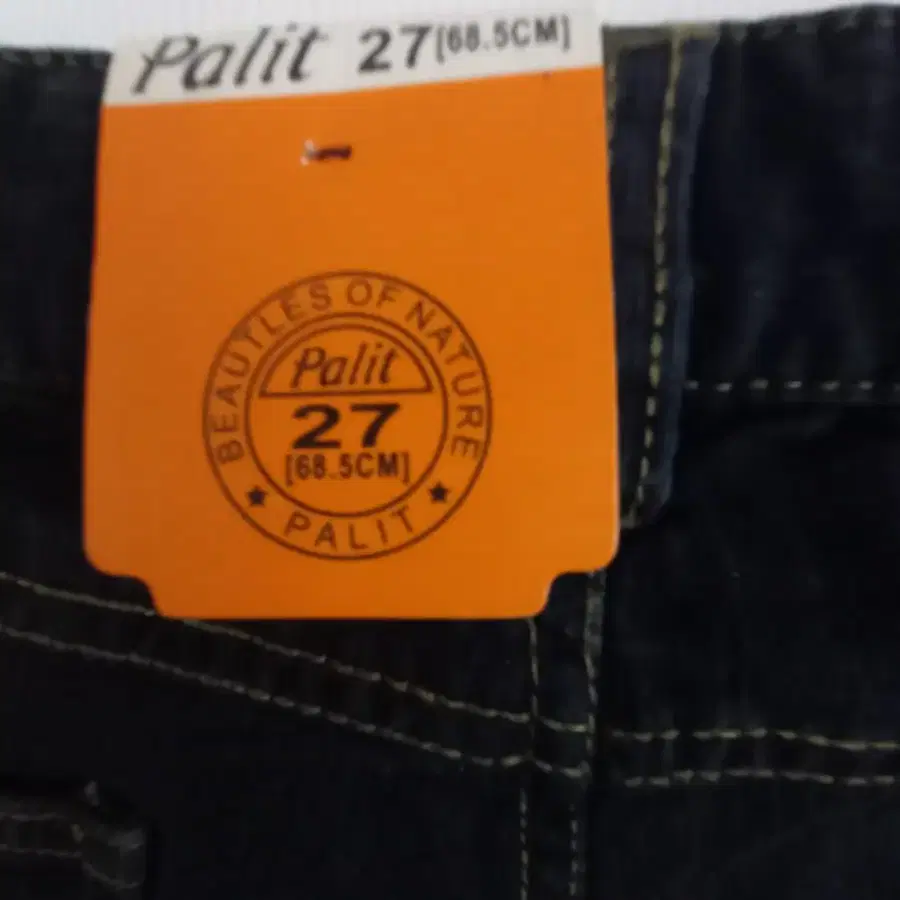 Palit 27[68.5CM]
BEAUTLES OF NATURE
Palit
27
[68.5CM]
★ PALIT ★